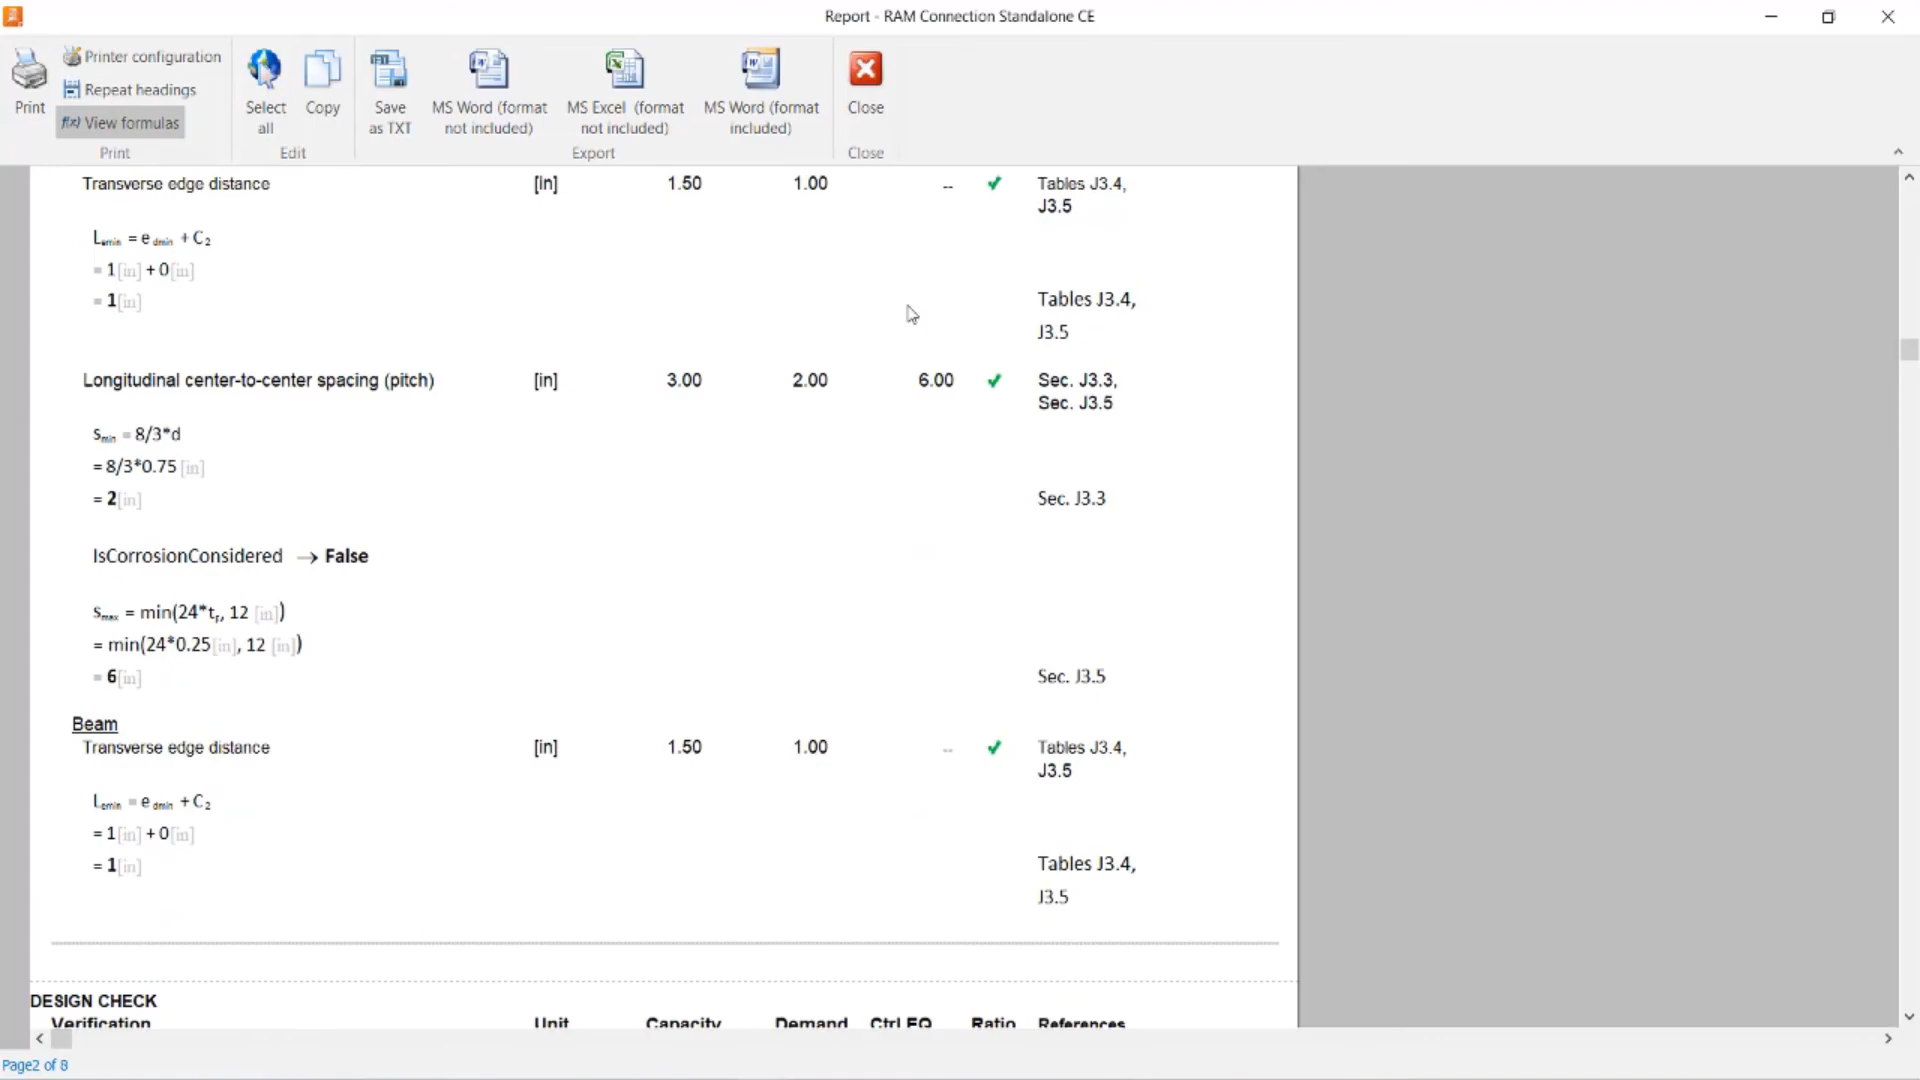 Report - RAM Connection Standalone CE
Print
Printer configuration
Repeat headings
f(x) View formulas
Print
Select all
Copy
Edit
Save as TXT
MS Word (format not included)
MS Excel (format not included)
MS Word (format included)
Export
Close
Close
Transverse edge distance [in] 1.50 1.00 -- ✓ Tables J3.4,
J3.5
Lemin = e dmin + C2
= 1[in] + 0[in]
= 1[in] Tables J3.4,
J3.5
Longitudinal center-to-center spacing (pitch) [in] 3.00 2.00 6.00 ✓ Sec. J3.3,
Sec. J3.5
smin = 8/3*d
= 8/3*0.75 [in]
= 2[in] Sec. J3.3
IsCorrosionConsidered → False
smax = min(24*tr, 12 [in])
= min(24*0.25[in], 12 [in])
= 6[in] Sec. J3.5
Beam
Transverse edge distance [in] 1.50 1.00 -- ✓ Tables J3.4,
J3.5
Lemin = e dmin + C2
= 1[in] + 0[in]
= 1[in] Tables J3.4,
J3.5
DESIGN CHECK
Verification Unit Capacity Demand Ctrl EQ Ratio References
Page2 of 8